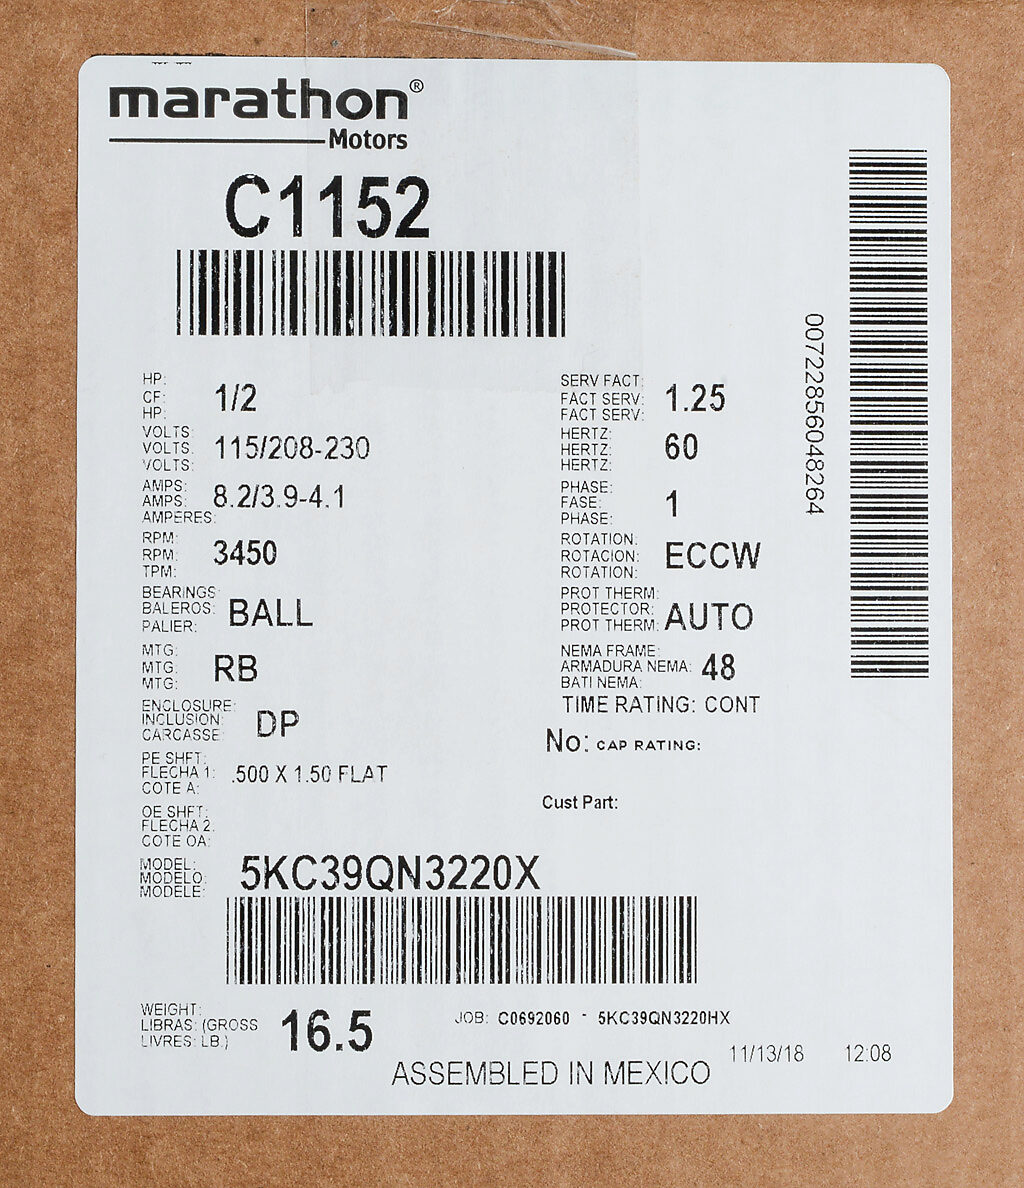 marathon®
Motors
C1152
HP:
CF:
HP:
1/2
VOLTS:
VOLTS:
VOLTS:
115/208-230
AMPS:
AMPS:
AMPERES:
8.2/3.9-4.1
RPM:
RPM:
TPM:
3450
BEARINGS:
BALEROS:
PALIER:
BALL
MTG:
MTG:
MTG:
RB
ENCLOSURE:
INCLUSION:
CARCASSE:
DP
PE SHFT:
FLECHA 1:
COTE A:
.500 X 1.50 FLAT
OE SHFT:
FLECHA 2:
COTE OA:
SERV FACT:
FACT SERV:
FACT SERV:
1.25
HERTZ:
HERTZ:
HERTZ:
60
PHASE:
FASE:
PHASE:
1
ROTATION:
ROTACION:
ROTATION:
ECCW
PROT THERM:
PROTECTOR:
PROT THERM:
AUTO
NEMA FRAME:
ARMADURA NEMA:
BATI NEMA:
48
TIME RATING: CONT
No: CAP RATING:
Cust Part:
00722856048264
MODEL:
MODELO:
MODELE:
5KC39QN3220X
WEIGHT:
LIBRAS: (GROSS
LIVRES: LB.)
16.5
JOB: C0692060 - 5KC39QN3220HX
11/13/18 12:08
ASSEMBLED IN MEXICO